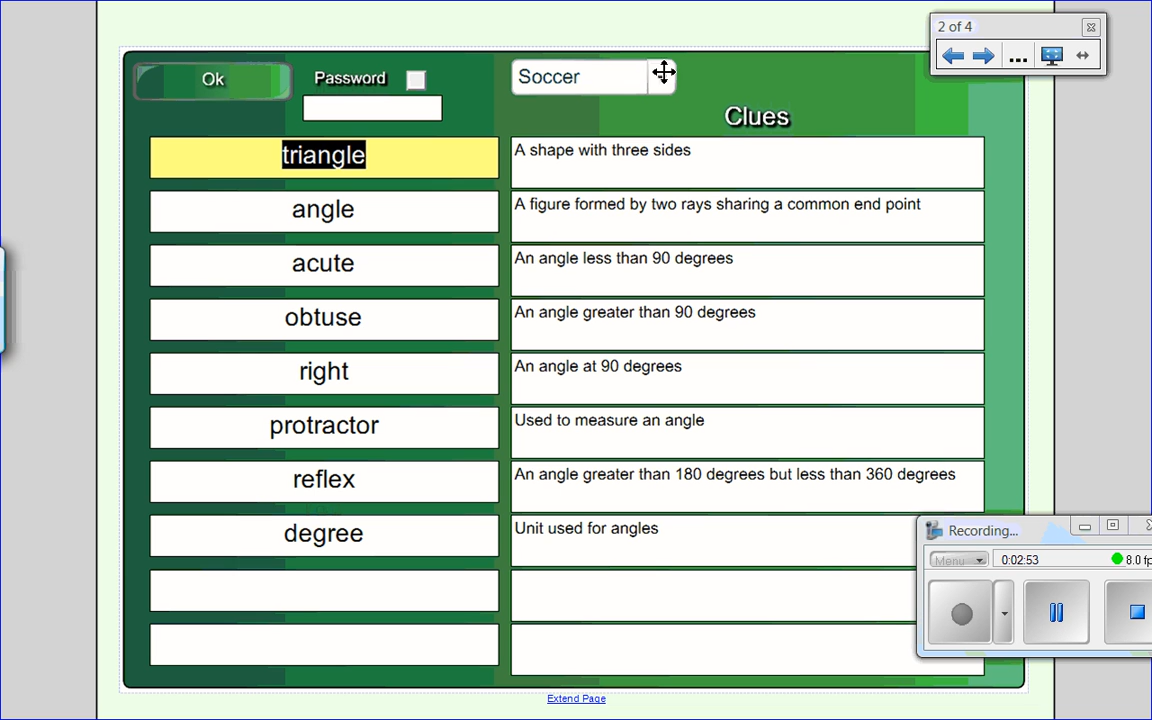 2 of 4
Ok
Password
Soccer
Clues
triangle
A shape with three sides
angle
A figure formed by two rays sharing a common end point
acute
An angle less than 90 degrees
obtuse
An angle greater than 90 degrees
right
An angle at 90 degrees
protractor
Used to measure an angle
reflex
An angle greater than 180 degrees but less than 360 degrees
degree
Unit used for angles
Recording...
Menu
0:02:53
8.0 fp
Extend Page